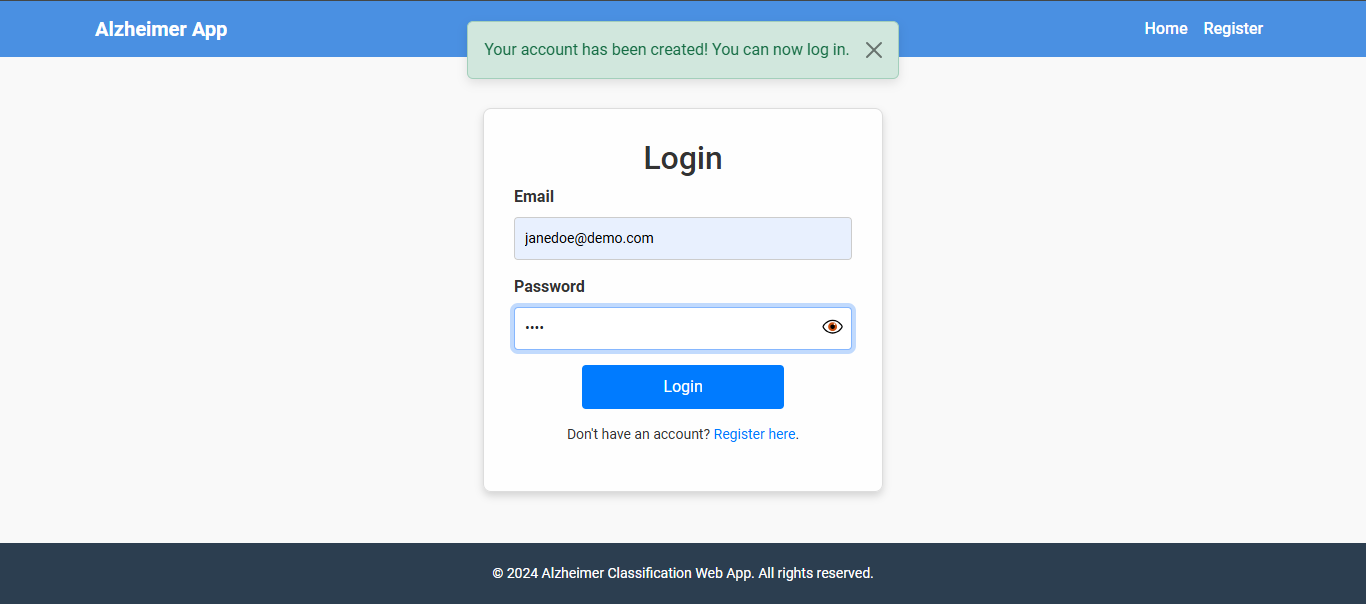 Alzheimer App
Your account has been created! You can now log in.
Home Register
Login
Email
janedoe@demo.com
Password
••••
Login
Don't have an account? Register here.
© 2024 Alzheimer Classification Web App. All rights reserved.